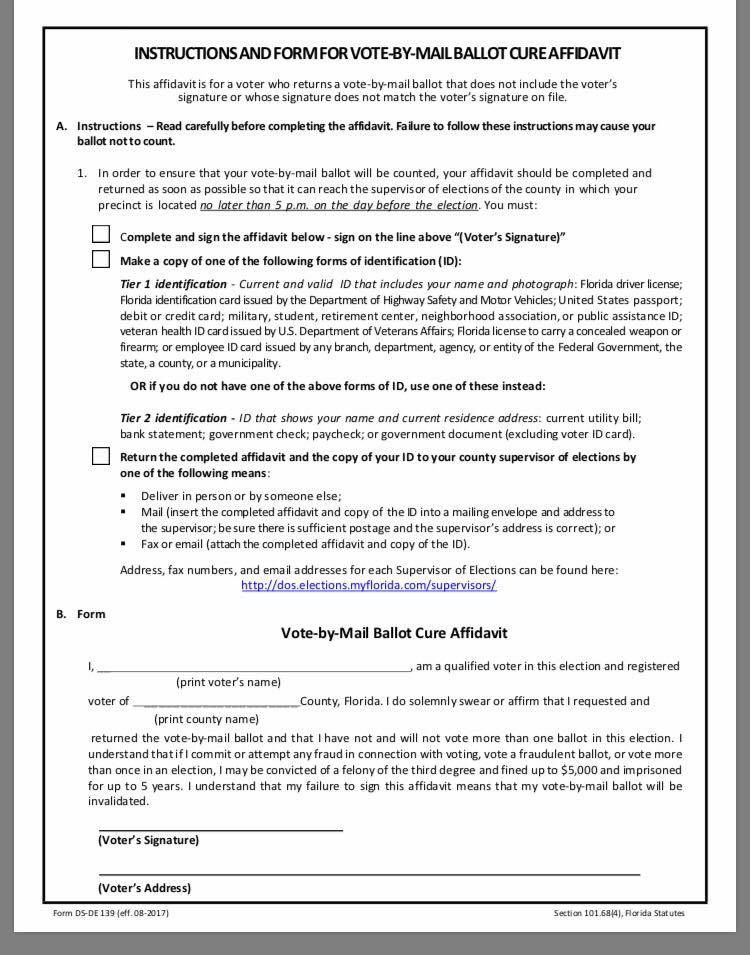 INSTRUCTIONS AND FORM FOR VOTE-BY-MAIL BALLOT CURE AFFIDAVIT
This affidavit is for a voter who returns a vote-by-mail ballot that does not include the voter's
signature or whose signature does not match the voter's signature on file.
A. Instructions – Read carefully before completing the affidavit. Failure to follow these instructions may cause your
ballot not to count.
1. In order to ensure that your vote-by-mail ballot will be counted, your affidavit should be completed and
returned as soon as possible so that it can reach the supervisor of elections of the county in which your
precinct is located no later than 5 p.m. on the day before the election. You must:
Complete and sign the affidavit below - sign on the line above "(Voter's Signature)"
Make a copy of one of the following forms of identification (ID):
Tier 1 identification - Current and valid ID that includes your name and photograph: Florida driver license;
Florida identification card issued by the Department of Highway Safety and Motor Vehicles; United States passport;
debit or credit card; military, student, retirement center, neighborhood association, or public assistance ID;
veteran health ID card issued by U.S. Department of Veterans Affairs; Florida license to carry a concealed weapon or
firearm; or employee ID card issued by any branch, department, agency, or entity of the Federal Government, the
state, a county, or a municipality.
OR if you do not have one of the above forms of ID, use one of these instead:
Tier 2 identification - ID that shows your name and current residence address: current utility bill;
bank statement; government check; paycheck; or government document (excluding voter ID card).
Return the completed affidavit and the copy of your ID to your county supervisor of elections by
one of the following means:
▪ Deliver in person or by someone else;
▪ Mail (insert the completed affidavit and copy of the ID into a mailing envelope and address to
the supervisor; be sure there is sufficient postage and the supervisor's address is correct); or
▪ Fax or email (attach the completed affidavit and copy of the ID).
Address, fax numbers, and email addresses for each Supervisor of Elections can be found here:
http://dos.elections.myflorida.com/supervisors/
B. Form
Vote-by-Mail Ballot Cure Affidavit
I, ________________________________________, am a qualified voter in this election and registered
(print voter's name)
voter of ______________________County, Florida. I do solemnly swear or affirm that I requested and
(print county name)
returned the vote-by-mail ballot and that I have not and will not vote more than one ballot in this election. I
understand that if I commit or attempt any fraud in connection with voting, vote a fraudulent ballot, or vote more
than once in an election, I may be convicted of a felony of the third degree and fined up to $5,000 and imprisoned
for up to 5 years. I understand that my failure to sign this affidavit means that my vote-by-mail ballot will be
invalidated.
(Voter's Signature)
(Voter's Address)
Form DS-DE 139 (eff. 08-2017) Section 101.68(4), Florida Statutes